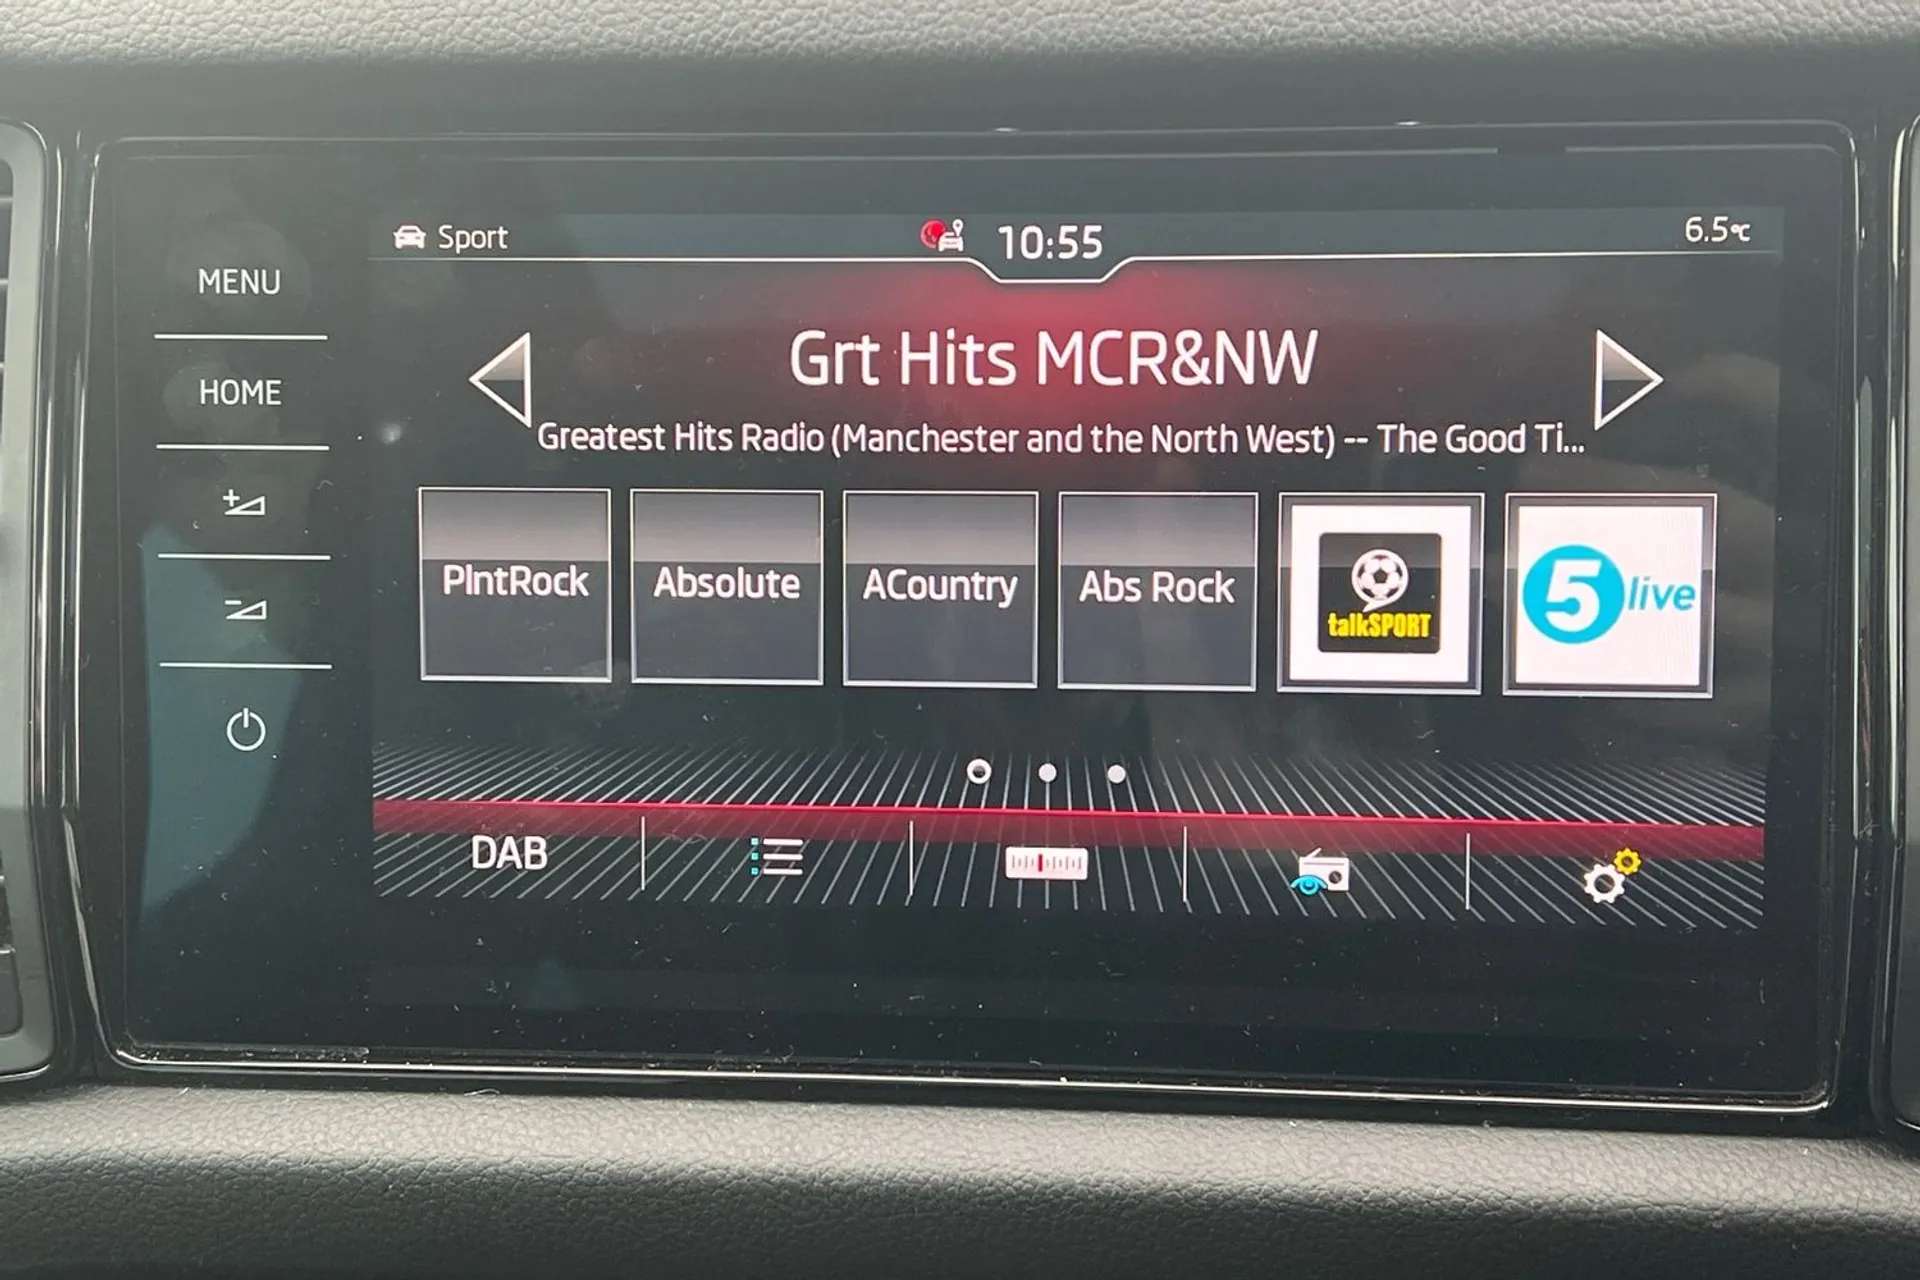 Sport
10:55
6.5°C
MENU
HOME
Grt Hits MCR&NW
Greatest Hits Radio (Manchester and the North West) -- The Good Ti...
PlntRock
Absolute
ACountry
Abs Rock
talkSPORT
5 live
DAB